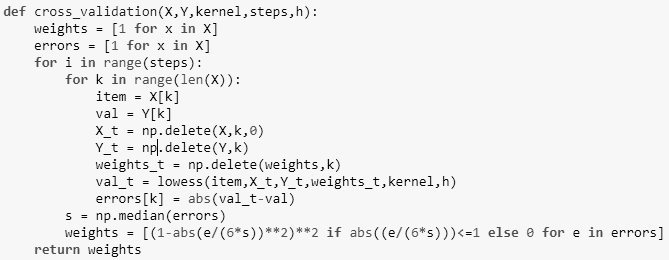 def cross_validation(X,Y,kernel,steps,h):
    weights = [1 for x in X]
    errors = [1 for x in X]
    for i in range(steps):
        for k in range(len(X)):
            item = X[k]
            val = Y[k]
            X_t = np.delete(X,k,0)
            Y_t = np.delete(Y,k)
            weights_t = np.delete(weights,k)
            val_t = lowess(item,X_t,Y_t,weights_t,kernel,h)
            errors[k] = abs(val_t-val)
        s = np.median(errors)
        weights = [(1-abs(e/(6*s))**2)**2 if abs((e/(6*s)))<=1 else 0 for e in errors]
    return weights